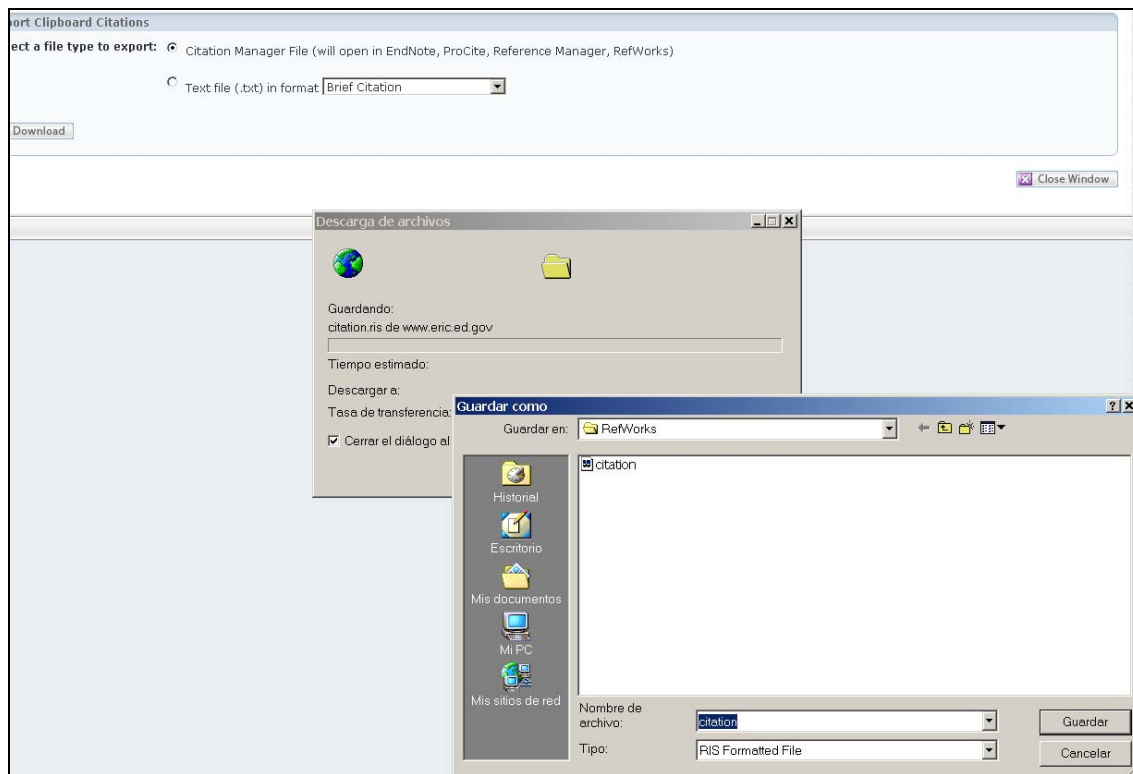 ort Clipboard Citations
ect a file type to export: Citation Manager File (will open in EndNote, ProCite, Reference Manager, RefWorks)
Text file (.txt) in format Brief Citation
Download
Close Window
Descarga de archivos
Guardando:
citation.ris de www.eric.ed.gov
Tiempo estimado:
Descargar a:
Tasa de transferencia:
Cerrar el diálogo al
Guardar como
Guardar en: RefWorks
citation
Historial
Escritorio
Mis documentos
Mi PC
Mis sitios de red
Nombre de archivo: citation
Guardar
Tipo: RIS Formatted File
Cancelar